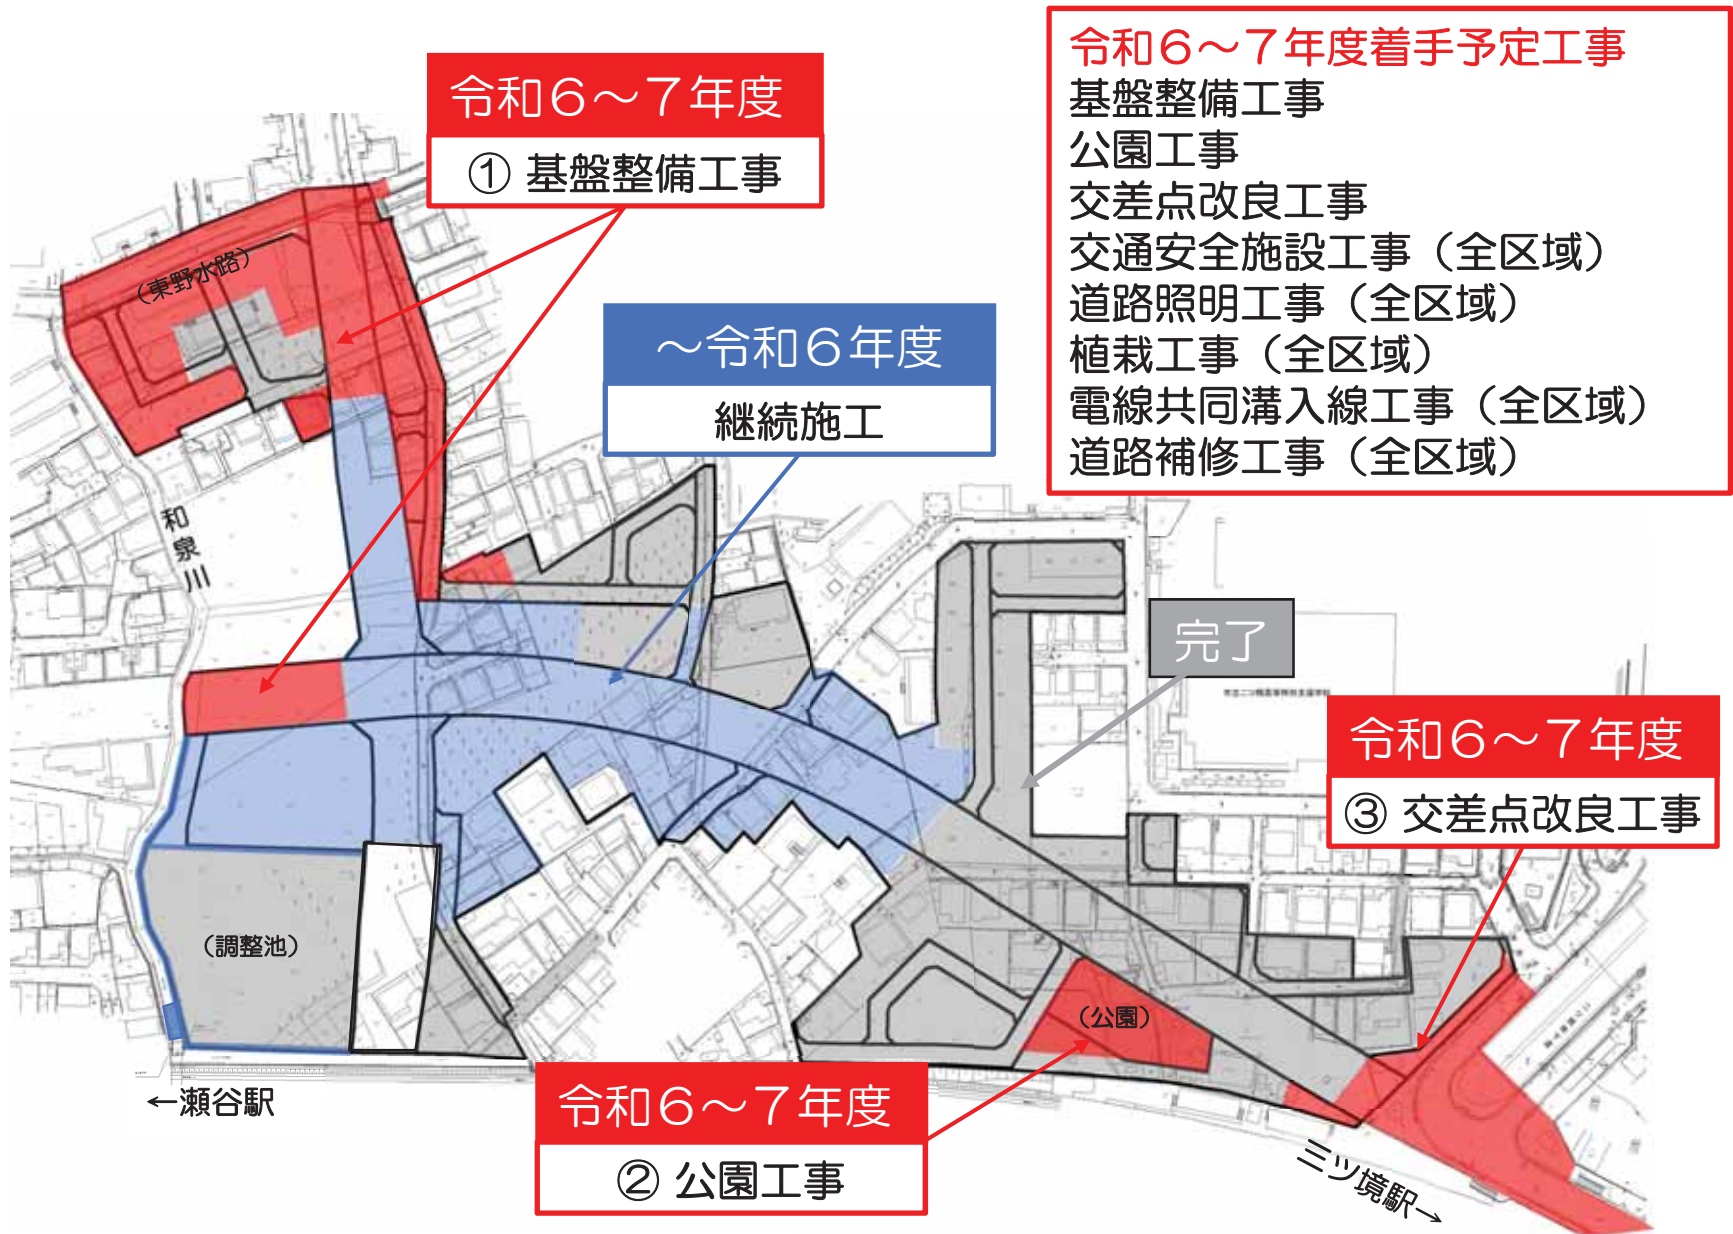 令和６～７年度着手予定工事
基盤整備工事
公園工事
交差点改良工事
交通安全施設工事（全区域）
道路照明工事（全区域）
植栽工事（全区域）
電線共同溝入線工事（全区域）
道路補修工事（全区域）
令和６～７年度
① 基盤整備工事
（東野水路）
～令和６年度
継続施工
和泉川
完了
令和６～７年度
③ 交差点改良工事
（調整池）
（公園）
←瀬谷駅
令和６～７年度
② 公園工事
三ツ境駅→